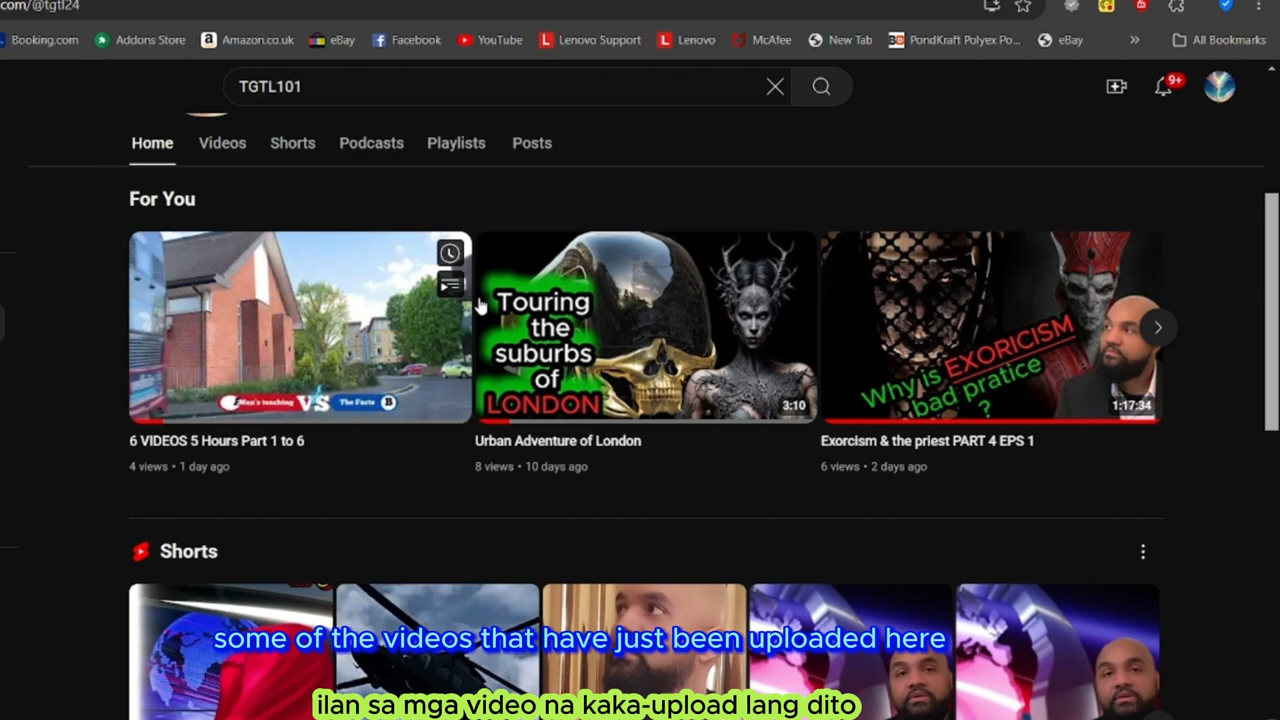 .com/@tgtl24
Booking.com Addons Store Amazon.co.uk eBay Facebook YouTube Lenovo Support Lenovo McAfee New Tab PondKraft Polyex Po... eBay » All Bookmarks
TGTL101
9+
Home Videos Shorts Podcasts Playlists Posts
For You
Man's teaching VS The Facts B
6 VIDEOS 5 Hours Part 1 to 6
4 views • 1 day ago
Touring
the
suburbs
of
LONDON
3:10
Urban Adventure of London
8 views • 10 days ago
Why is EXORICISM
bad pratice
?
1:17:34
Exorcism & the priest PART 4 EPS 1
6 views • 2 days ago
Shorts
some of the videos that have just been uploaded here
ilan sa mga video na kaka-upload lang dito